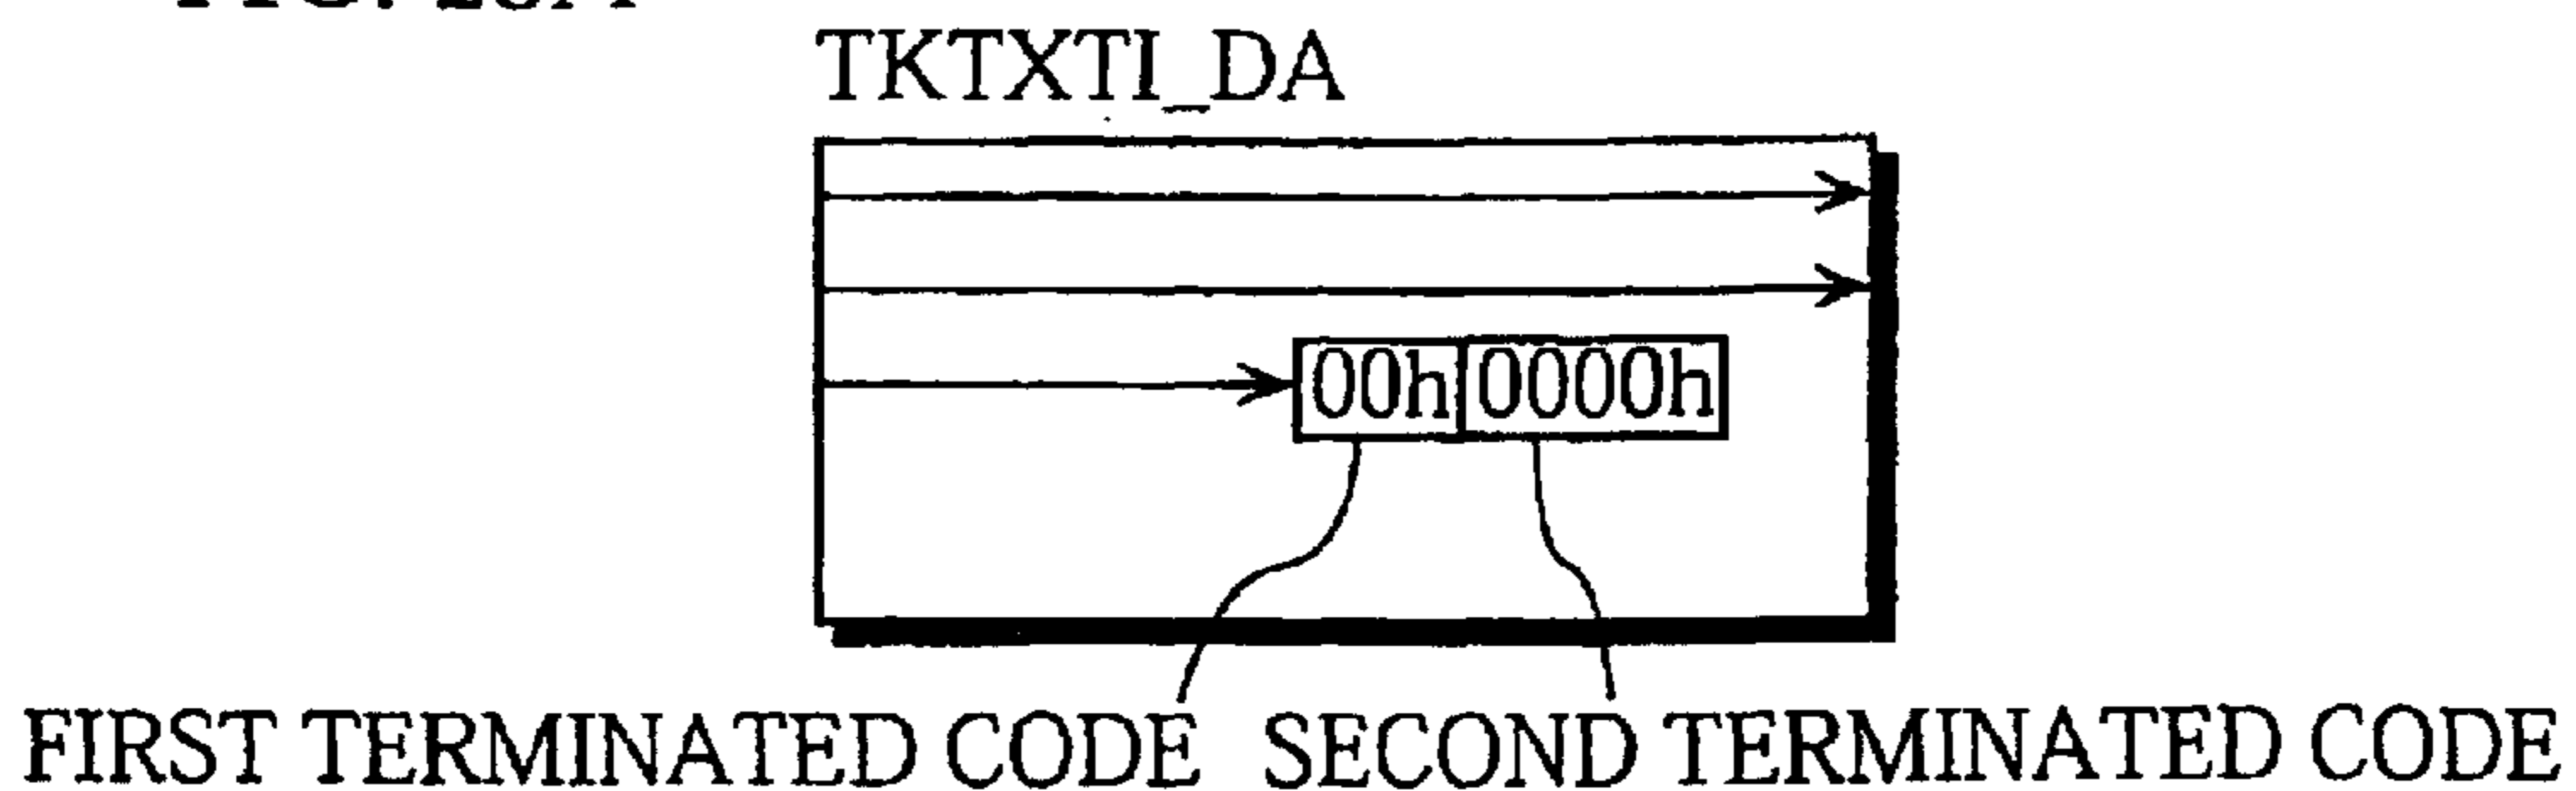 TKTXTI_DA
00h 0000h
FIRST TERMINATED CODE SECOND TERMINATED CODE